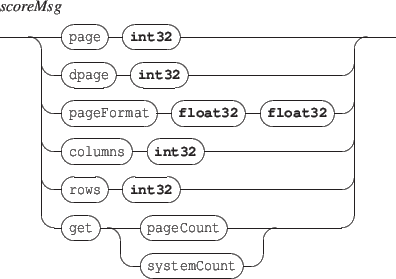 scoreMsg
page int32
dpage int32
pageFormat float32 float32
columns int32
rows int32
get pageCount
systemCount